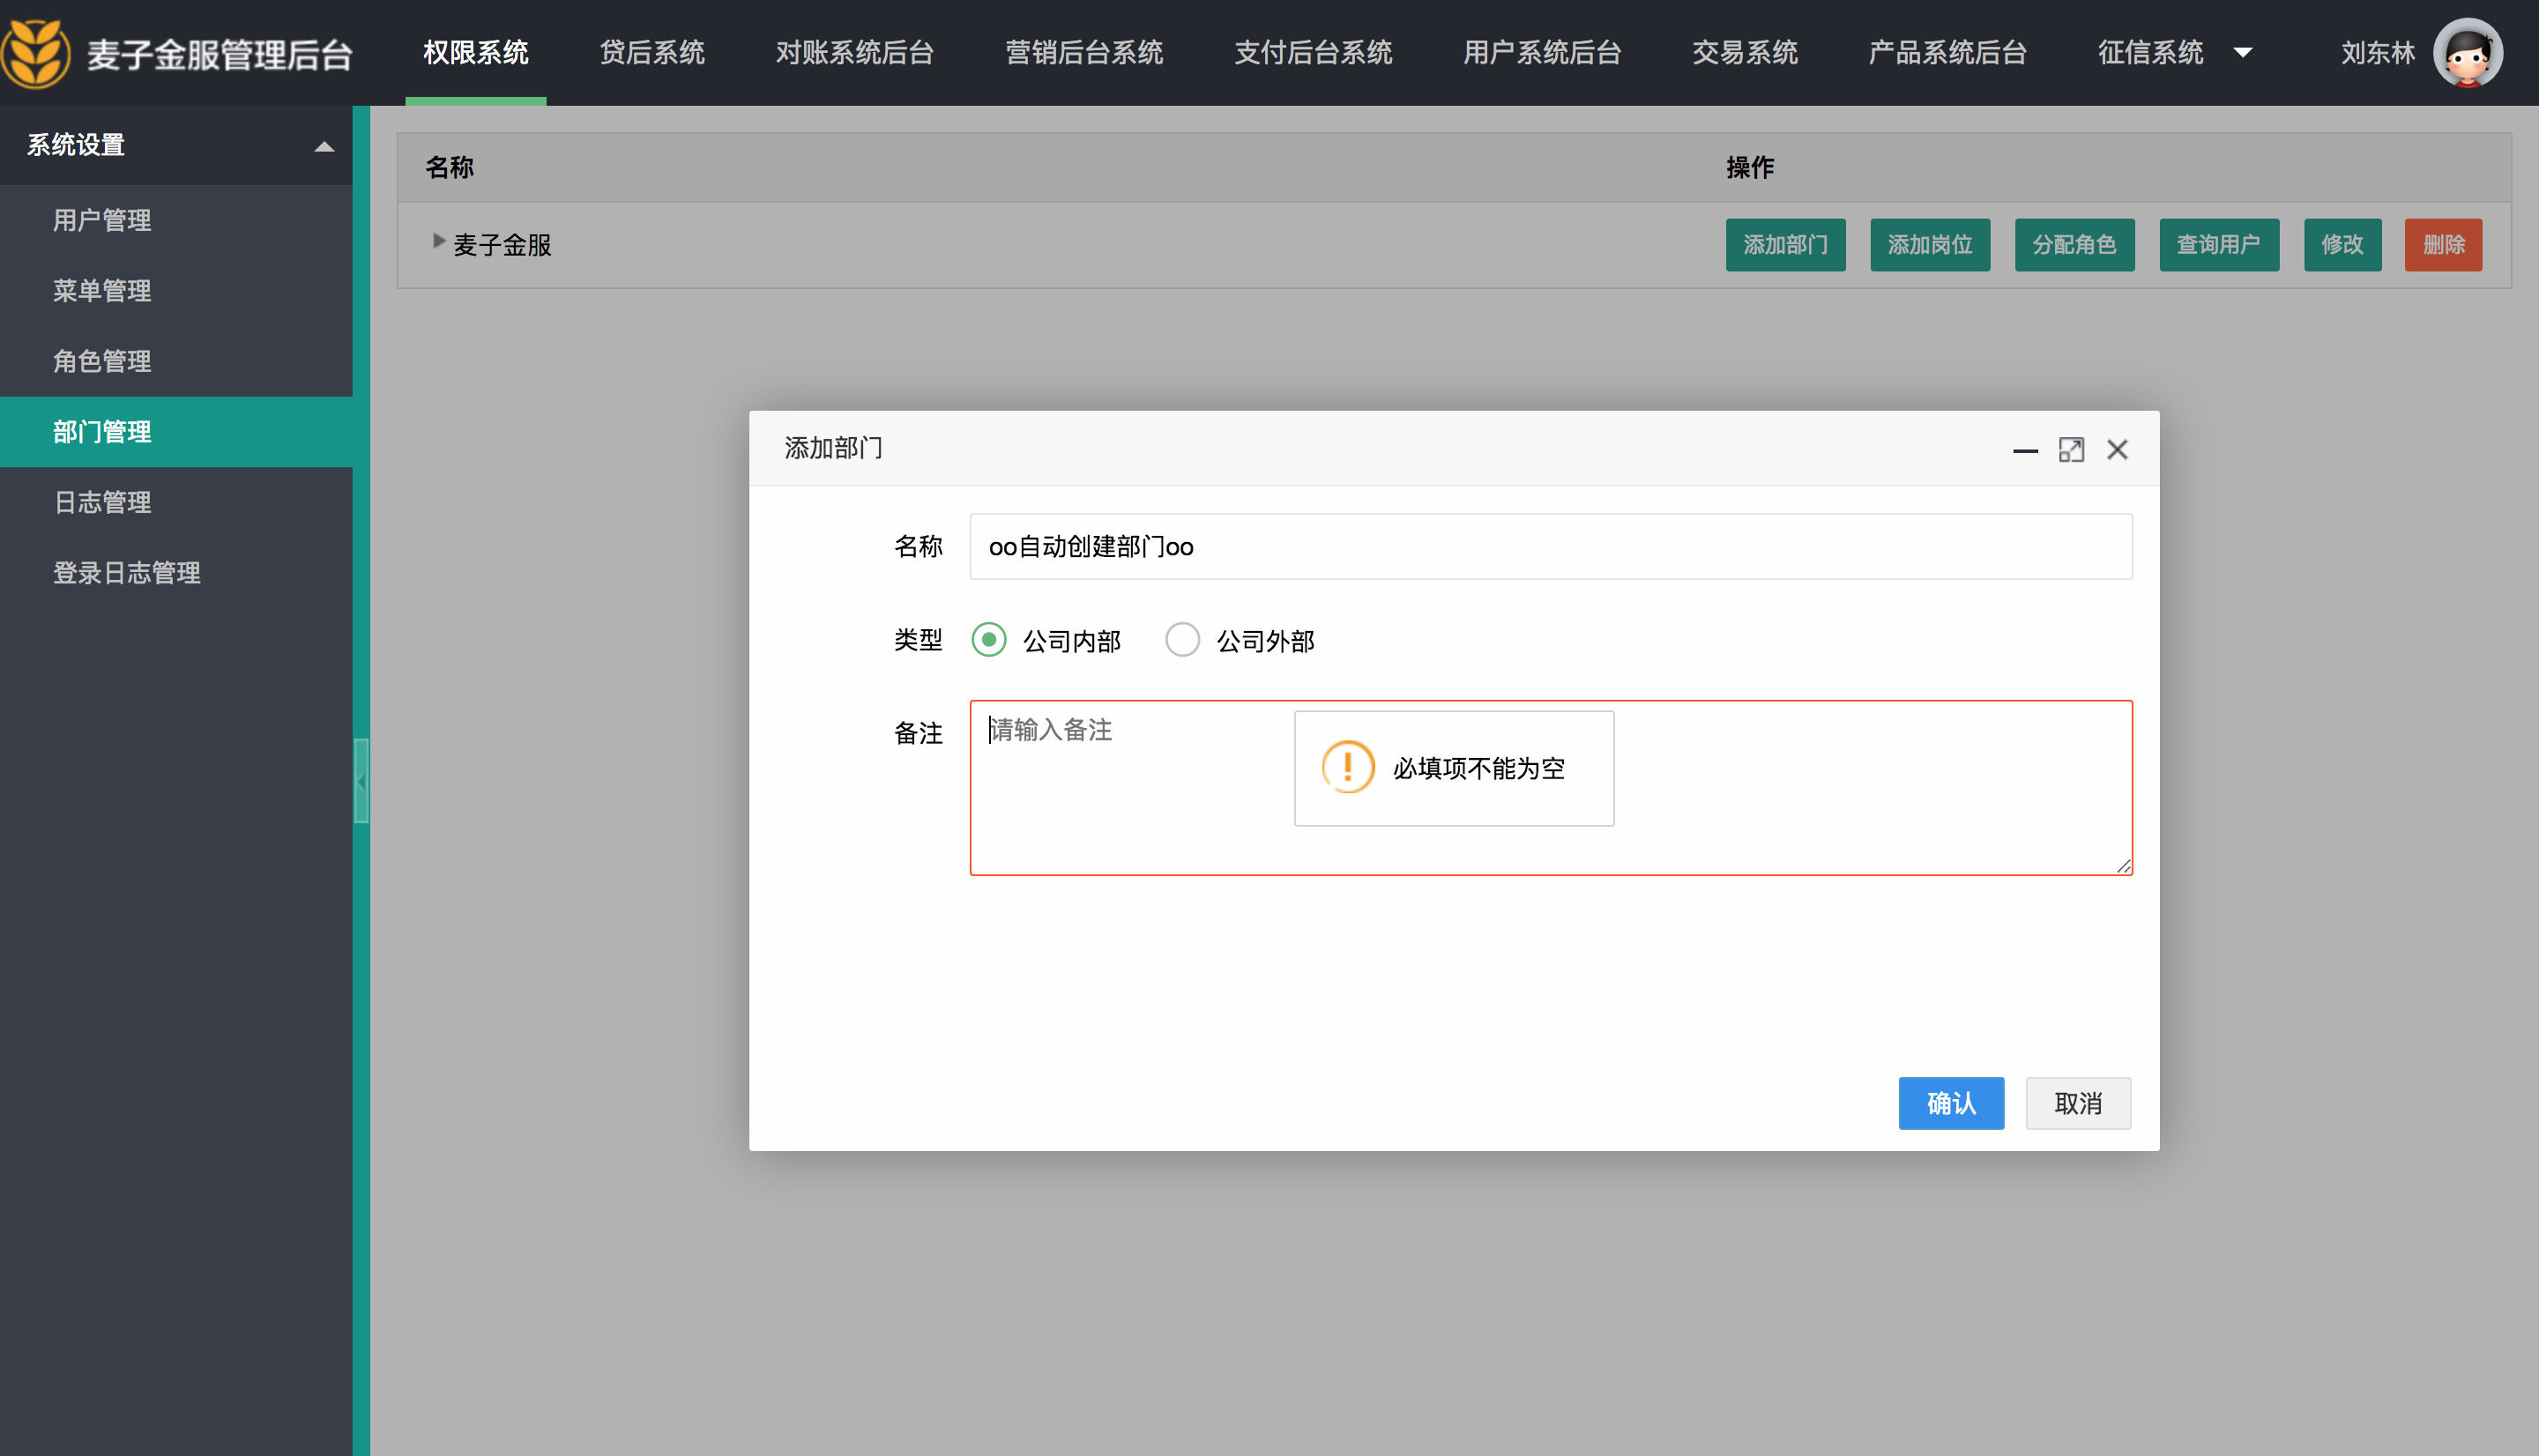 麦子金服管理后台 权限系统 贷后系统 对账系统后台 营销后台系统 支付后台系统 用户系统后台 交易系统 产品系统后台 征信系统 刘东林
系统设置
用户管理
菜单管理
角色管理
部门管理
日志管理
登录日志管理
名称 操作
麦子金服 添加部门 添加岗位 分配角色 查询用户 修改 删除
添加部门
名称 oo自动创建部门oo
类型 公司内部 公司外部
备注 请输入备注
必填项不能为空
确认 取消